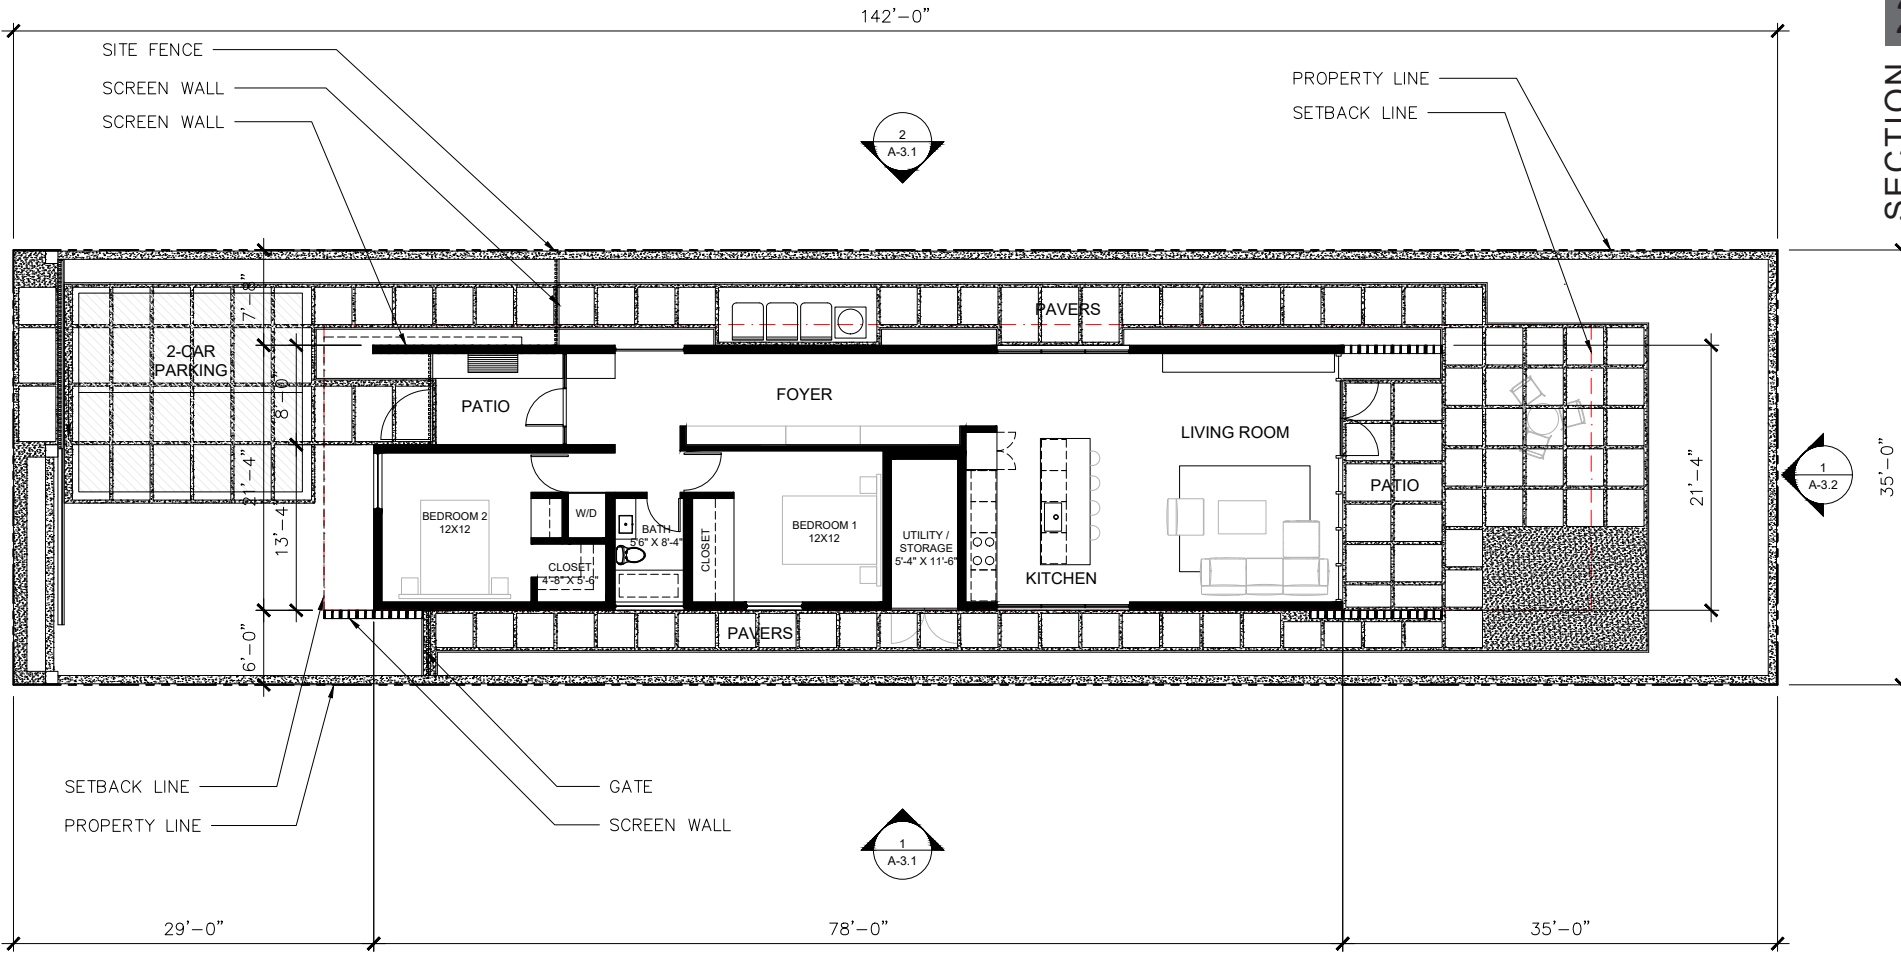 142'-0"
SITE FENCE
SCREEN WALL
SCREEN WALL
PROPERTY LINE
SETBACK LINE
2
A-3.1
SECTION
7'-8"
2-CAR
PARKING
8'-0"
21'-4"
13'-4"
6'-0"
PAVERS
PATIO
FOYER
LIVING ROOM
PATIO
BEDROOM 2
12X12
W/D
BATH
5'6" X 8'-4"
CLOSET
4'-8" X 5'-6"
CLOSET
BEDROOM 1
12X12
UTILITY /
STORAGE
5'-4" X 11'-6"
KITCHEN
PAVERS
21'-4"
1
A-3.2
35'-0"
SETBACK LINE
PROPERTY LINE
GATE
SCREEN WALL
1
A-3.1
29'-0"
78'-0"
35'-0"